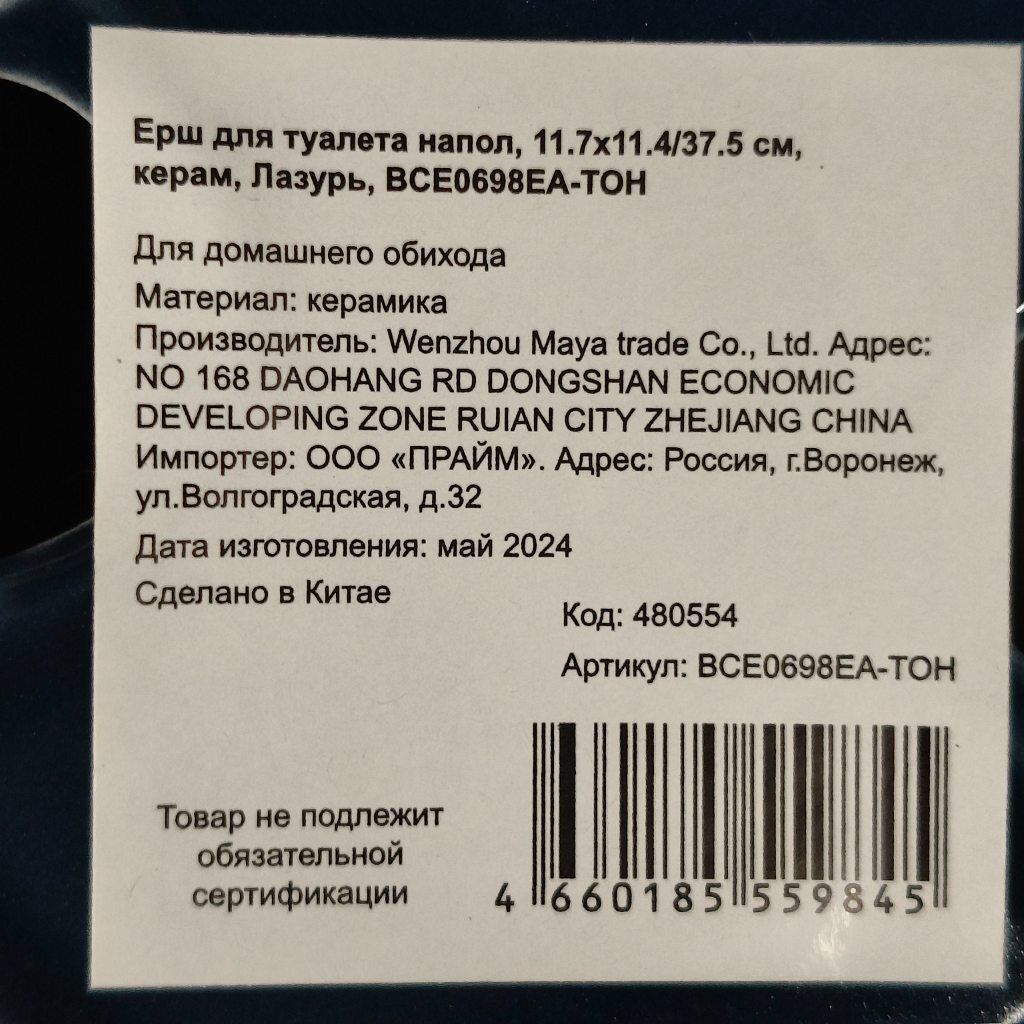 Ерш для туалета напол, 11.7x11.4/37.5 см,
керам, Лазурь, BCE0698EA-TOH
Для домашнего обихода
Материал: керамика
Производитель: Wenzhou Maya trade Co., Ltd. Адрес:
NO 168 DAOHANG RD DONGSHAN ECONOMIC
DEVELOPING ZONE RUIAN CITY ZHEJIANG CHINA
Импортер: ООО «ПРАЙМ». Адрес: Россия, г.Воронеж,
ул.Волгоградская, д.32
Дата изготовления: май 2024
Сделано в Китае
Код: 480554
Артикул: BCE0698EA-TOH
Товар не подлежит
обязательной
сертификации
4 660185 559845